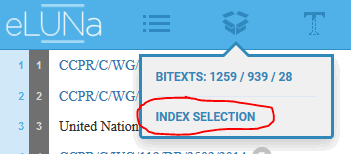 eLUNa
BITEXTS: 1259 / 939 / 28
INDEX SELECTION
1 1 CCPR/C/WG/
2 2 CCPR/C/WG/
3 3 United Nation